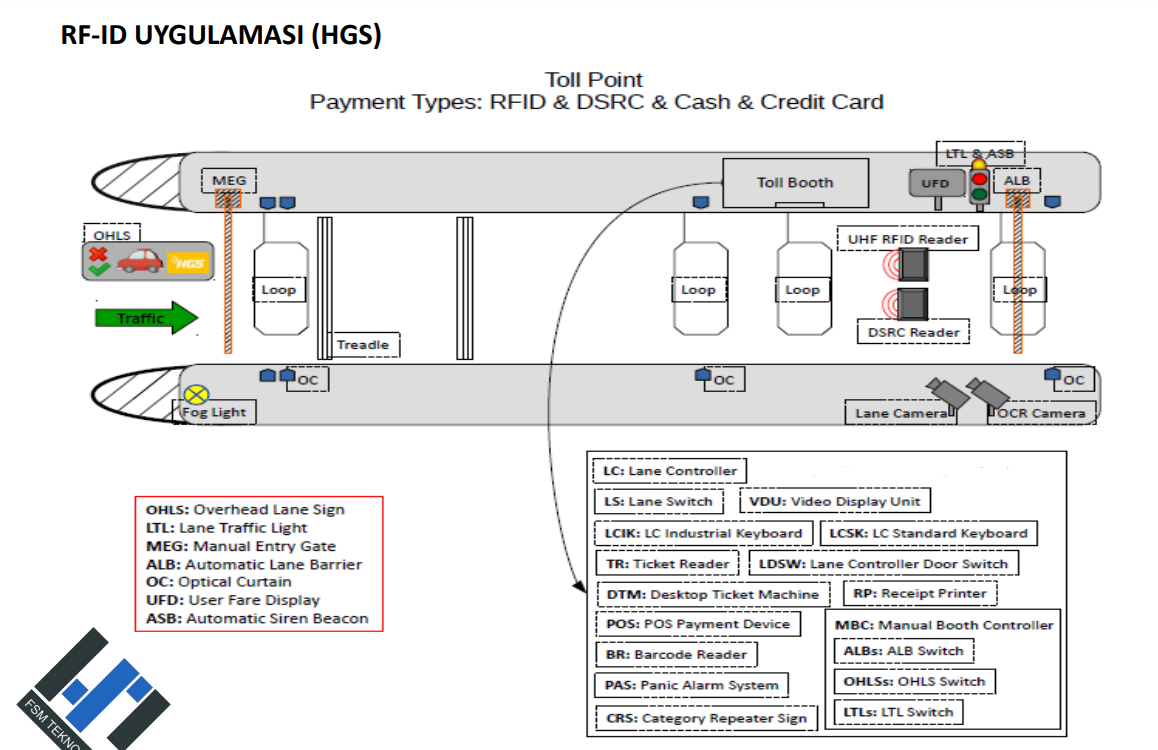 RF-ID UYGULAMASI (HGS)
Toll Point
Payment Types: RFID & DSRC & Cash & Credit Card
LTL & ASB
MEG
Toll Booth
UFD
ALB
OHLS
HGS
UHF RFID Reader
Loop
Loop
Loop
Loop
Traffic
DSRC Reader
Treadle
OC
OC
OC
Fog Light
Lane Camera
OCR Camera
OHLS: Overhead Lane Sign
LTL: Lane Traffic Light
MEG: Manual Entry Gate
ALB: Automatic Lane Barrier
OC: Optical Curtain
UFD: User Fare Display
ASB: Automatic Siren Beacon
LC: Lane Controller
LS: Lane Switch
VDU: Video Display Unit
LCIK: LC Industrial Keyboard
LCSK: LC Standard Keyboard
TR: Ticket Reader
LDSW: Lane Controller Door Switch
DTM: Desktop Ticket Machine
RP: Receipt Printer
POS: POS Payment Device
BR: Barcode Reader
PAS: Panic Alarm System
CRS: Category Repeater Sign
MBC: Manual Booth Controller
ALBs: ALB Switch
OHLSs: OHLS Switch
LTLs: LTL Switch
FSM TEKNO